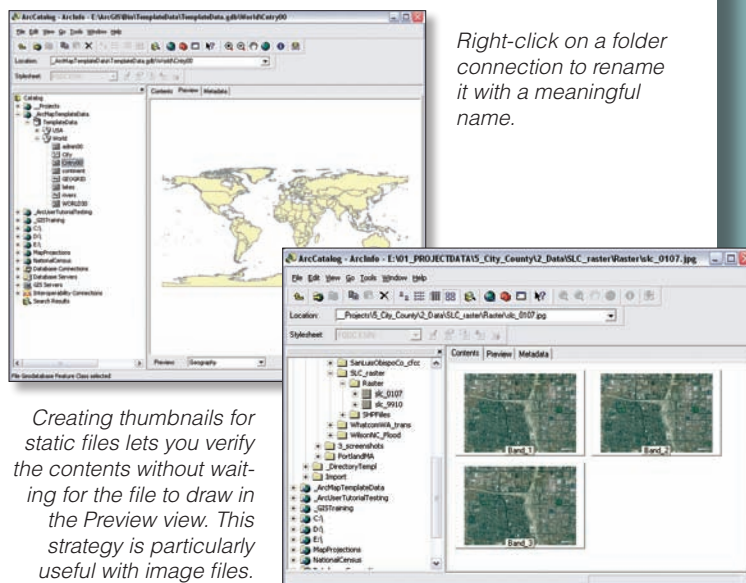 ArcCatalog - ArcInfo - E:\ArcGIS\Bin\TemplateData\TemplateData.gdb\World\Cntry00
File Edit View Go Tools Window Help
Location: _ArcMapTemplateData\TemplateData.gdb\World\Cntry00
Stylesheet:
Contents Preview Metadata
Catalog
_Projects
_ArcMapTemplateData
TemplateData
USA
World
admin00
City
Cntry00
continent
GEOGRID
lakes
rivers
WORLD30
_ArcUserTutorialTesting
_GISTraining
C:\
D:\
E:\
MapProjections
NationalCensus
Database Connections
Database Servers
GIS Servers
Interoperability Connections
Search Results
Preview: Geography
File Geodatabase Feature Class selected
Right-click on a folder
connection to rename
it with a meaningful
name.
ArcCatalog - ArcInfo - E:\01_PROJECTDATA\5_City_County\2_Data\SLC_raster\Raster\slc_0107.jpg
File Edit View Go Tools Window Help
Location: _Projects\5_City_County\2_Data\SLC_raster\Raster\slc_0107.jpg
Stylesheet: FGDC ESRI
Contents Preview Metadata
SanLuisObispoCo_cfcc
SLC_raster
Raster
slc_0107
slc_9910
SHPFiles
WhatcomWA_trans
WilsonNC_Flood
3_screenshots
PortlandMA
_DirectoryTempl
Import
_ArcMapTemplateData
_ArcUserTutorialTesting
_GISTraining
C:\
D:\
E:\
MapProjections
NationalCensus
Band_1
Band_2
Band_3
Creating thumbnails for
static files lets you verify
the contents without wait-
ing for the file to draw in
the Preview view. This
strategy is particularly
useful with image files.